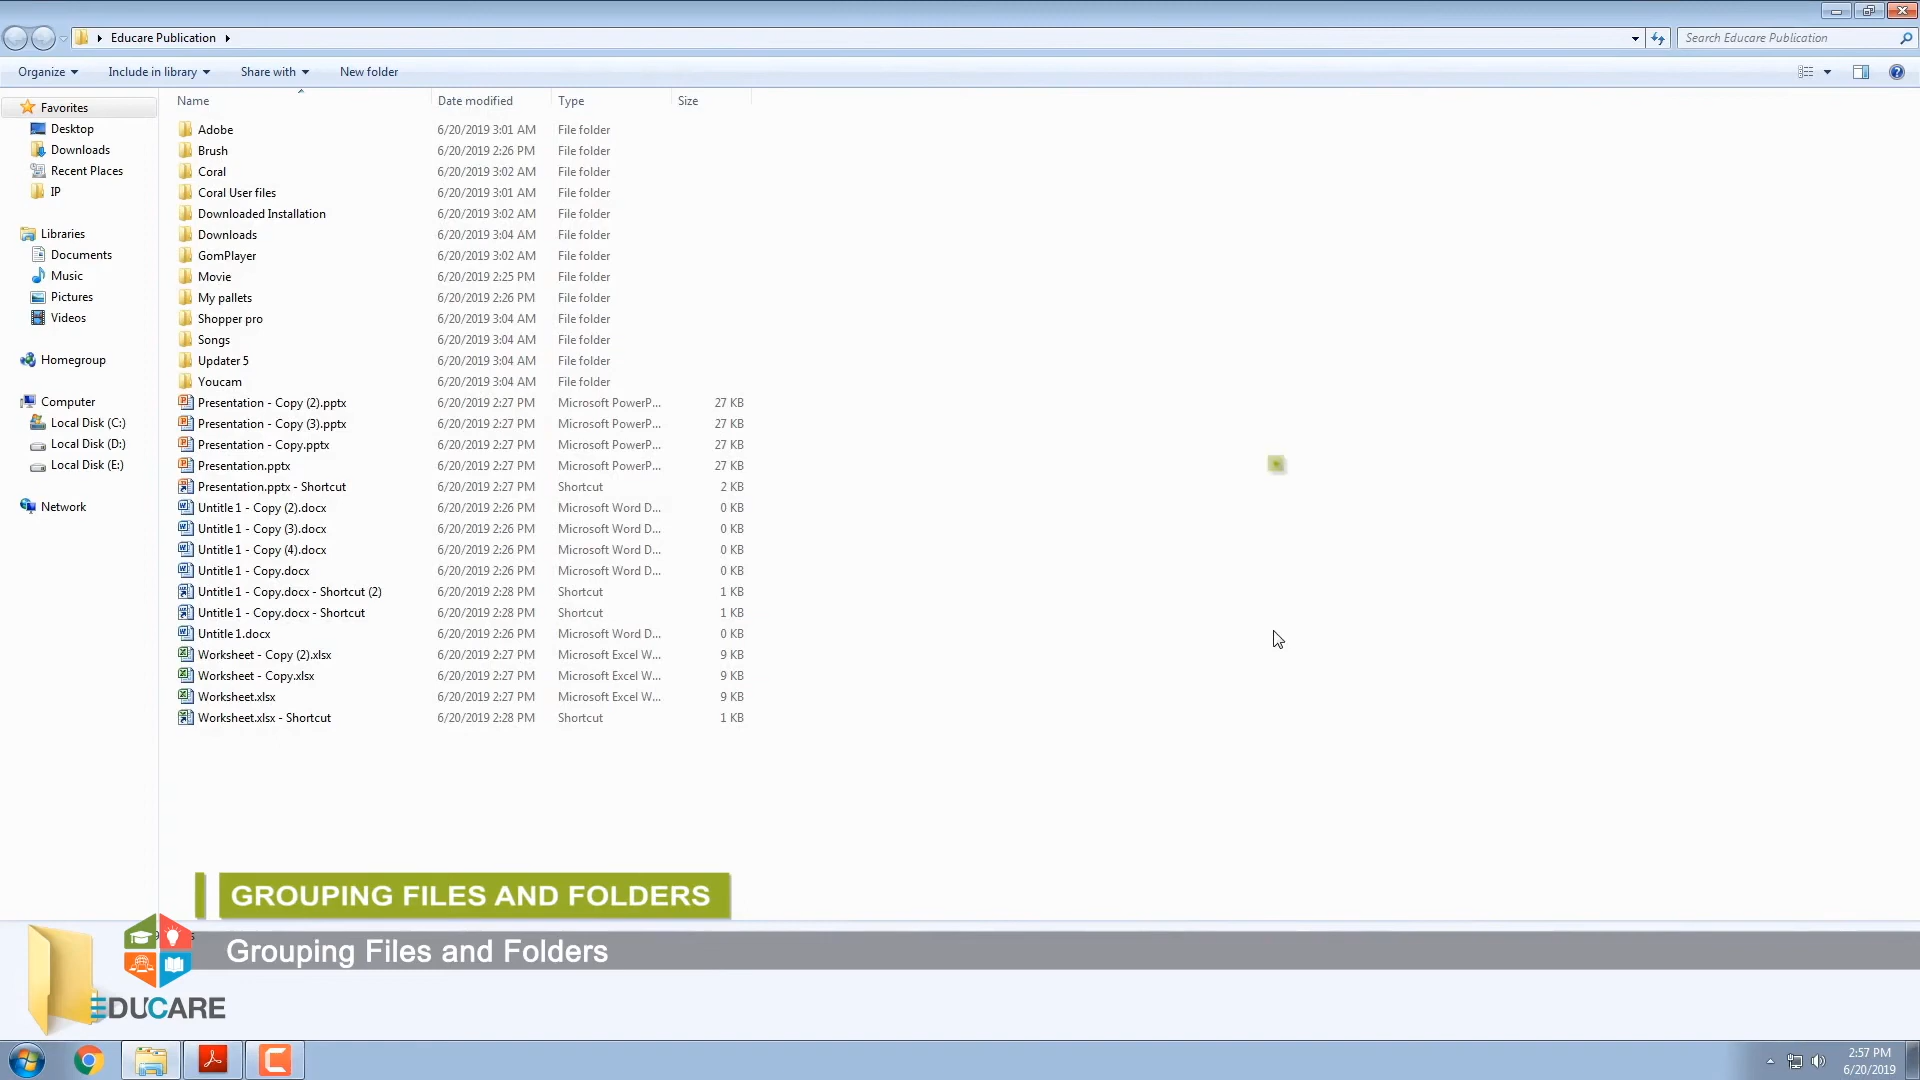 Educare Publication
Search Educare Publication
Organize Include in library Share with New folder
Name Date modified Type Size
Favorites
Desktop
Downloads
Recent Places
IP
Libraries
Documents
Music
Pictures
Videos
Homegroup
Computer
Local Disk (C:)
Local Disk (D:)
Local Disk (E:)
Network
Adobe 6/20/2019 3:01 AM File folder
Brush 6/20/2019 2:26 PM File folder
Coral 6/20/2019 3:02 AM File folder
Coral User files 6/20/2019 3:01 AM File folder
Downloaded Installation 6/20/2019 3:02 AM File folder
Downloads 6/20/2019 3:04 AM File folder
GomPlayer 6/20/2019 3:02 AM File folder
Movie 6/20/2019 2:25 PM File folder
My pallets 6/20/2019 2:26 PM File folder
Shopper pro 6/20/2019 3:04 AM File folder
Songs 6/20/2019 3:04 AM File folder
Updater 5 6/20/2019 3:04 AM File folder
Youcam 6/20/2019 3:04 AM File folder
Presentation - Copy (2).pptx 6/20/2019 2:27 PM Microsoft PowerP... 27 KB
Presentation - Copy (3).pptx 6/20/2019 2:27 PM Microsoft PowerP... 27 KB
Presentation - Copy.pptx 6/20/2019 2:27 PM Microsoft PowerP... 27 KB
Presentation.pptx 6/20/2019 2:27 PM Microsoft PowerP... 27 KB
Presentation.pptx - Shortcut 6/20/2019 2:27 PM Shortcut 2 KB
Untitle1 - Copy (2).docx 6/20/2019 2:26 PM Microsoft Word D... 0 KB
Untitle1 - Copy (3).docx 6/20/2019 2:26 PM Microsoft Word D... 0 KB
Untitle1 - Copy (4).docx 6/20/2019 2:26 PM Microsoft Word D... 0 KB
Untitle1 - Copy.docx 6/20/2019 2:26 PM Microsoft Word D... 0 KB
Untitle1 - Copy.docx - Shortcut (2) 6/20/2019 2:28 PM Shortcut 1 KB
Untitle1 - Copy.docx - Shortcut 6/20/2019 2:28 PM Shortcut 1 KB
Untitle1.docx 6/20/2019 2:26 PM Microsoft Word D... 0 KB
Worksheet - Copy (2).xlsx 6/20/2019 2:27 PM Microsoft Excel W... 9 KB
Worksheet - Copy.xlsx 6/20/2019 2:27 PM Microsoft Excel W... 9 KB
Worksheet.xlsx 6/20/2019 2:27 PM Microsoft Excel W... 9 KB
Worksheet.xlsx - Shortcut 6/20/2019 2:28 PM Shortcut 1 KB
GROUPING FILES AND FOLDERS
Grouping Files and Folders
EDUCARE
2:57 PM
6/20/2019